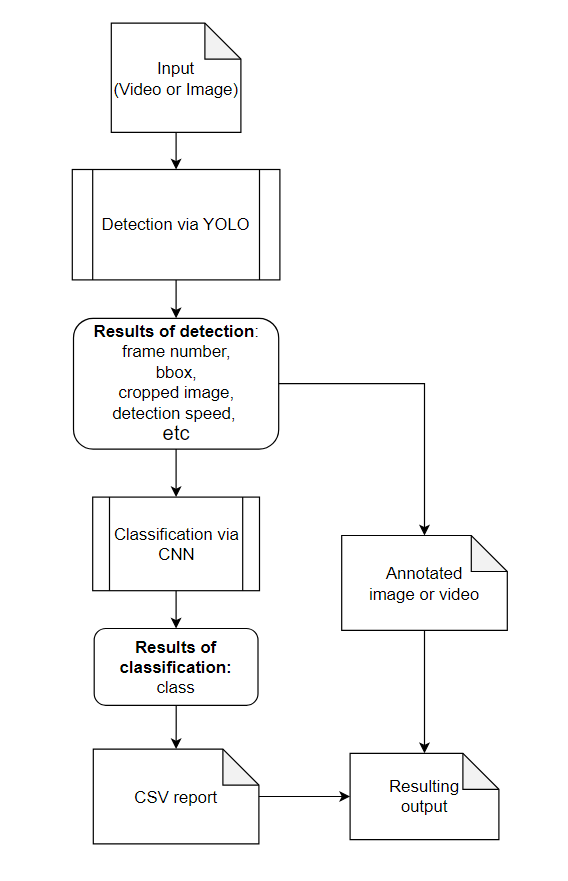 Input
(Video or Image)
Detection via YOLO
Results of detection:
frame number,
bbox,
cropped image,
detection speed,
etc
Classification via
CNN
Annotated
image or video
Results of
classification:
class
CSV report
Resulting
output